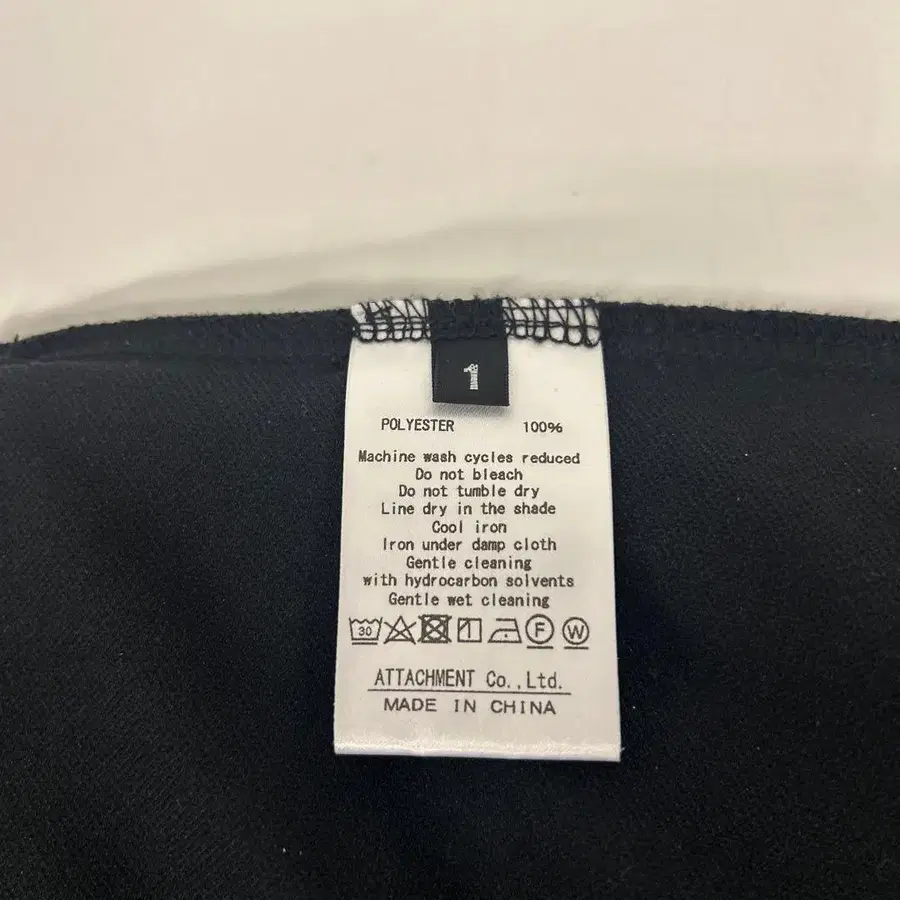 1
POLYESTER 100%
Machine wash cycles reduced
Do not bleach
Do not tumble dry
Line dry in the shade
Cool iron
Iron under damp cloth
Gentle cleaning
with hydrocarbon solvents
Gentle wet cleaning
30 F W
ATTACHMENT Co.,Ltd.
MADE IN CHINA